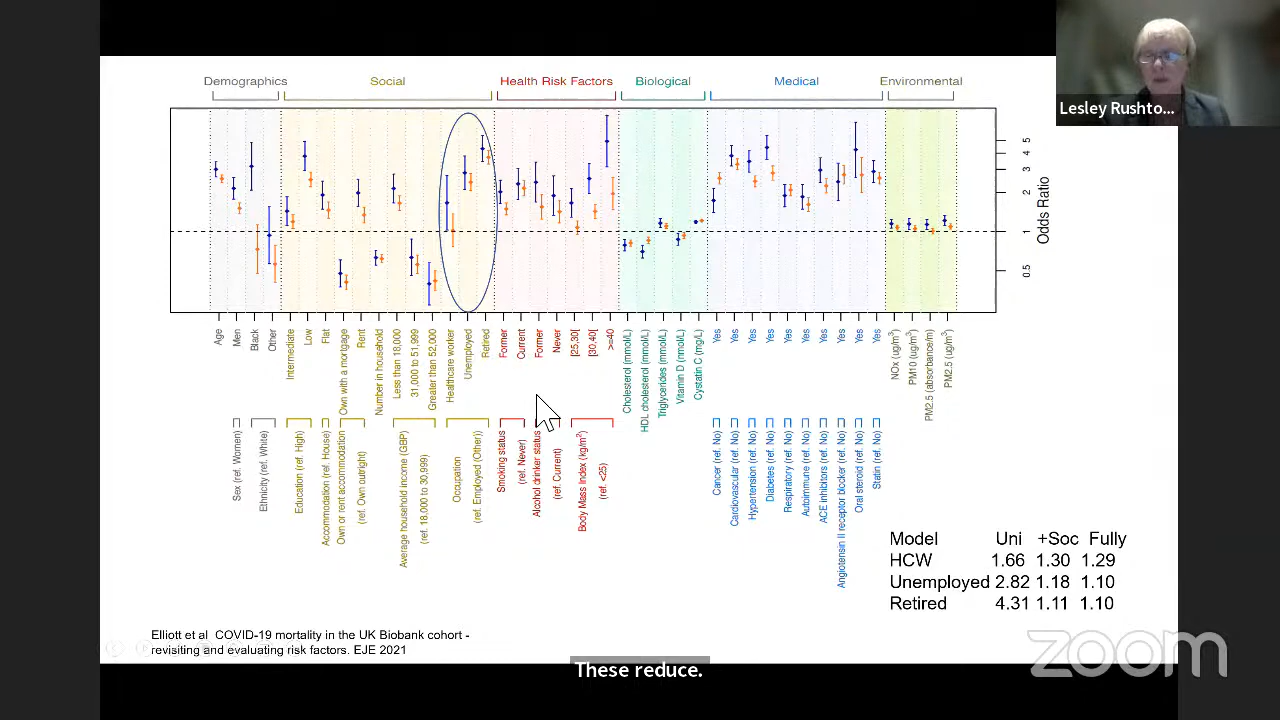 Demographics
Social
Health Risk Factors
Biological
Medical
Environmental
5
4
3
2
1
0.5
Odds Ratio
Age
Men
Black
Other
Intermediate
Low
Flat
Own with a mortgage
Rent
Number in household
Less than 18,000
31,000 to 51,999
Greater than 52,000
Healthcare worker
Unemployed
Retired
Former
Current
Former
Never
[25,30[
[30,40[
>=40
Cholesterol (mmol/L)
HDL cholesterol (mmol/L)
Triglycerides (mmol/L)
Vitamin D (nmol/L)
Cystatin C (mg/L)
Yes
Yes
Yes
Yes
Yes
Yes
Yes
Yes
Yes
Yes
NOx (ug/m³)
PM10 (ug/m³)
PM2.5 (absorbance/m)
PM2.5 (ug/m³)
Sex (ref. Women)
Ethnicity (ref. White)
Education (ref. High)
Accommodation (ref. House)
Own or rent accommodation
(ref. Own outright)
Average household income (GBP)
(ref. 18,000 to 30,999)
Occupation
(ref. Employed (Other))
Smoking status
(ref. Never)
Alcohol drinker status
(ref. Current)
Body Mass Index (kg/m²)
(ref. <25)
Cancer (ref. No)
Cardiovascular (ref. No)
Hypertension (ref. No)
Diabetes (ref. No)
Respiratory (ref. No)
Autoimmune (ref. No)
ACE inhibitors (ref. No)
Angiotensin II receptor blocker (ref. No)
Oral steroid (ref. No)
Statin (ref. No)
Model Uni +Soc Fully
HCW 1.66 1.30 1.29
Unemployed 2.82 1.18 1.10
Retired 4.31 1.11 1.10
Elliott et al COVID-19 mortality in the UK Biobank cohort -
revisiting and evaluating risk factors. EJE 2021
These reduce.
Lesley Rushto...
zoom